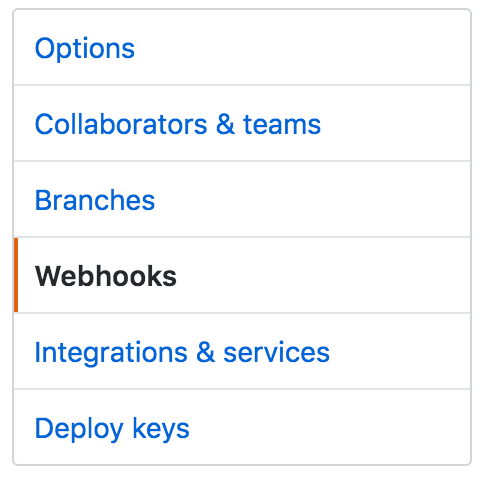 Options
Collaborators & teams
Branches
Webhooks
Integrations & services
Deploy keys